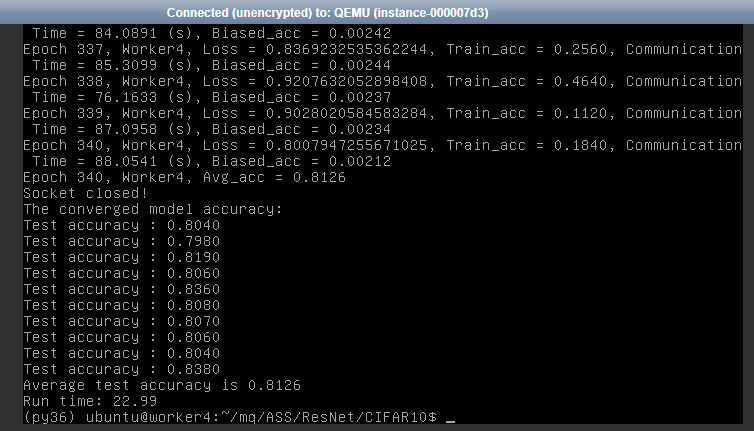 Connected (unencrypted) to: QEMU (instance-000007d3)
Time = 84.0891 (s), Biased_acc = 0.00242
Epoch 337, Worker4, Loss = 0.8369232535362244, Train_acc = 0.2560, Communication
Time = 85.3099 (s), Biased_acc = 0.00244
Epoch 338, Worker4, Loss = 0.9207632052898408, Train_acc = 0.4640, Communication
Time = 76.1633 (s), Biased_acc = 0.00237
Epoch 339, Worker4, Loss = 0.9028020584583284, Train_acc = 0.1120, Communication
Time = 87.0958 (s), Biased_acc = 0.00234
Epoch 340, Worker4, Loss = 0.8007947255671025, Train_acc = 0.1840, Communication
Time = 88.0541 (s), Biased_acc = 0.00212
Epoch 340, Worker4, Avg_acc = 0.8126
Socket closed!
The converged model accuracy:
Test accuracy : 0.8040
Test accuracy : 0.7980
Test accuracy : 0.8190
Test accuracy : 0.8060
Test accuracy : 0.8360
Test accuracy : 0.8080
Test accuracy : 0.8070
Test accuracy : 0.8060
Test accuracy : 0.8040
Test accuracy : 0.8380
Average test accuracy is 0.8126
Run time: 22.99
(py36) ubuntu@worker4:~/mq/ASS/ResNet/CIFAR10$ _